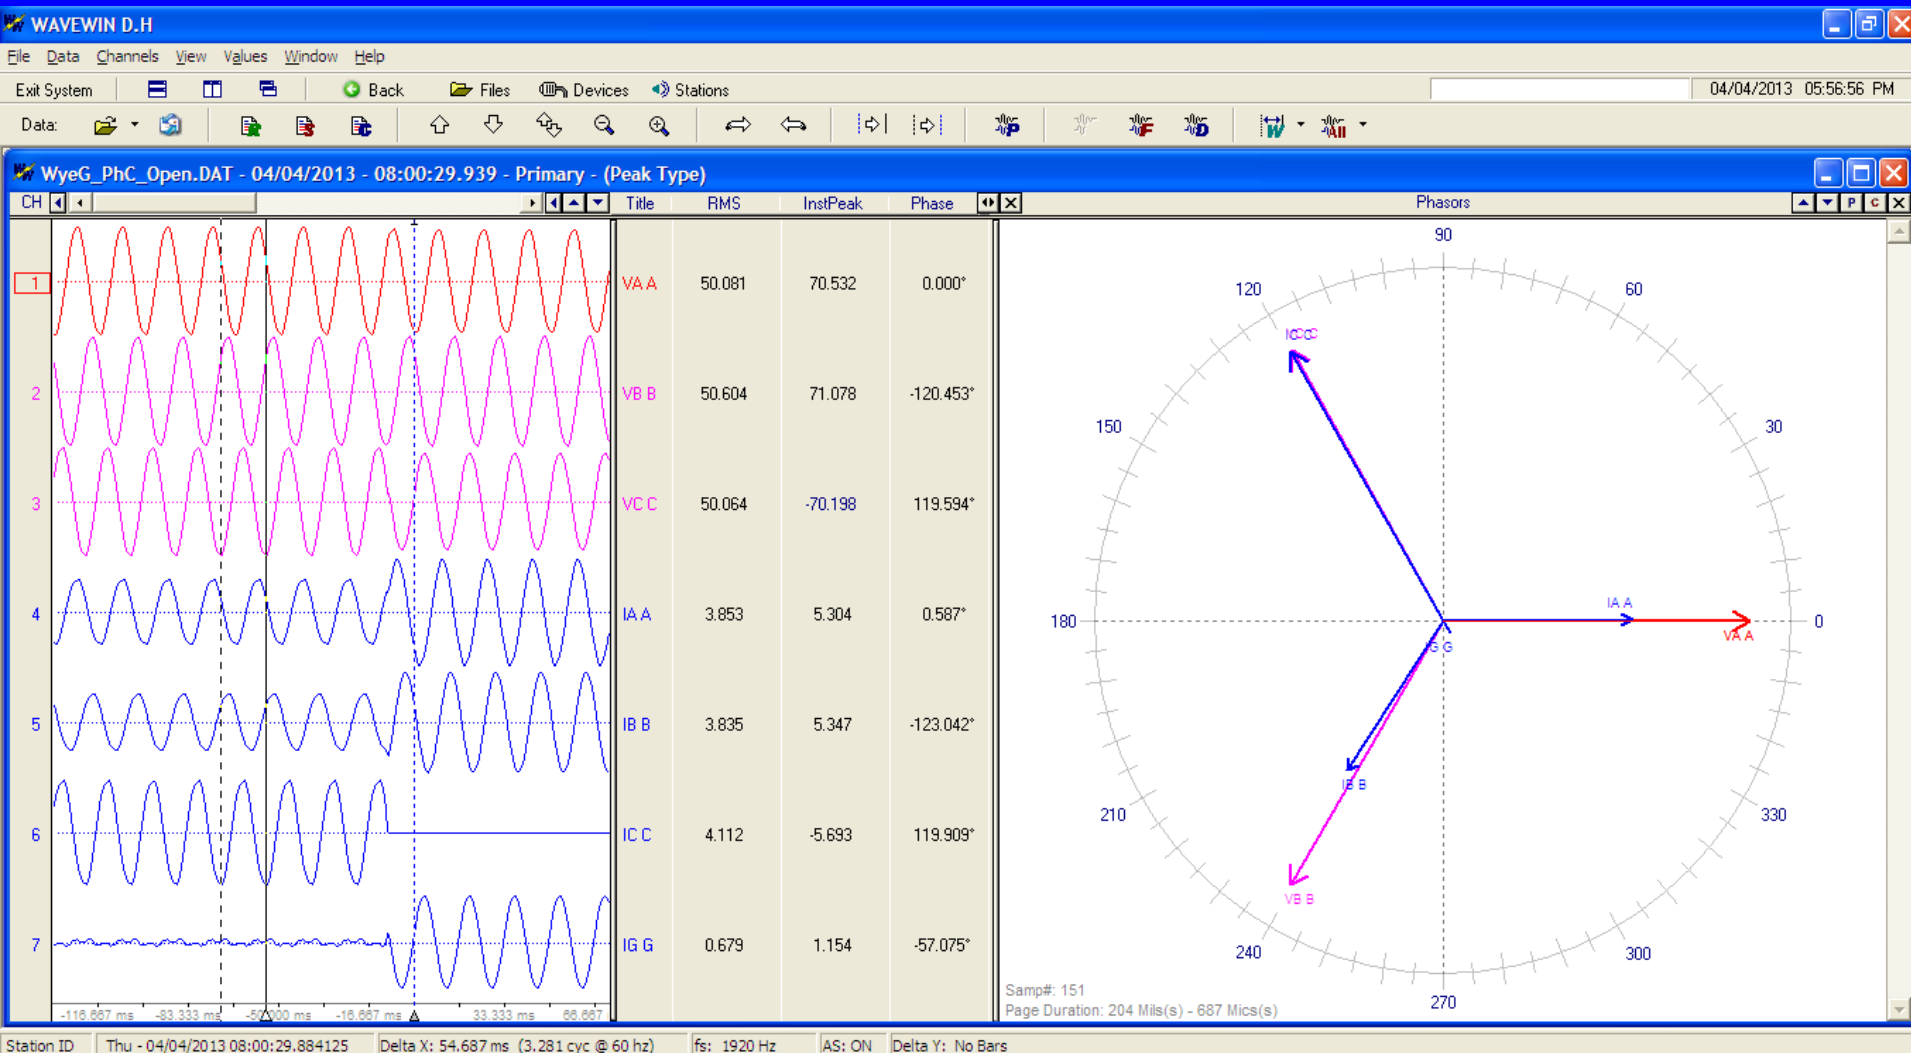 WAVEWIN D.H
File Data Channels View Values Window Help
Exit System Back Files Devices Stations 04/04/2013 05:56:56 PM
Data: P F D W All
WyeG_PhC_Open.DAT - 04/04/2013 - 08:00:29.939 - Primary - (Peak Type)
CH Title RMS InstPeak Phase Phasors P C
1 VA A 50.081 70.532 0.000°
2 VB B 50.604 71.078 -120.453°
3 VC C 50.064 -70.198 119.594°
4 IA A 3.853 5.304 0.587°
5 IB B 3.835 5.347 -123.042°
6 IC C 4.112 -5.693 119.909°
7 IG G 0.679 1.154 -57.075°
-116.667 ms -83.333 ms -50.000 ms -16.667 ms 33.333 ms 66.667
90
120 60
150 30
IA A
180 0
VA A
IG G
IB B
210 330
VB B
240 300
270
Samp#: 151
Page Duration: 204 Mils(s) - 687 Mics(s)
Station ID Thu - 04/04/2013 08:00:29.884125 Delta X: 54.687 ms (3.281 cyc @ 60 hz) fs: 1920 Hz AS: ON Delta Y: No Bars